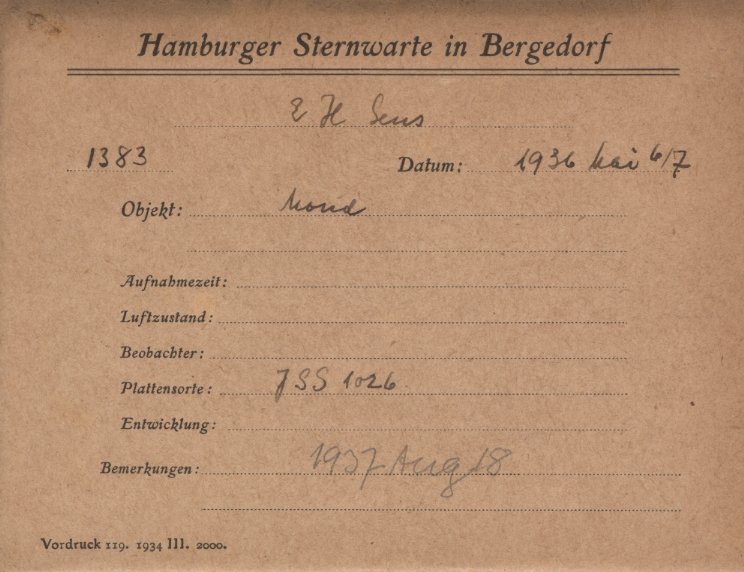 Hamburger Sternwarte in Bergedorf
E H Sens
1383 Datum: 1936 Mai 6/7
Objekt: Mond
Aufnahmezeit:
Luftzustand:
Beobachter:
Plattensorte: JSS 1026
Entwicklung:
Bemerkungen: 1937 Aug 18
Vordruck 119. 1934 III. 2000.